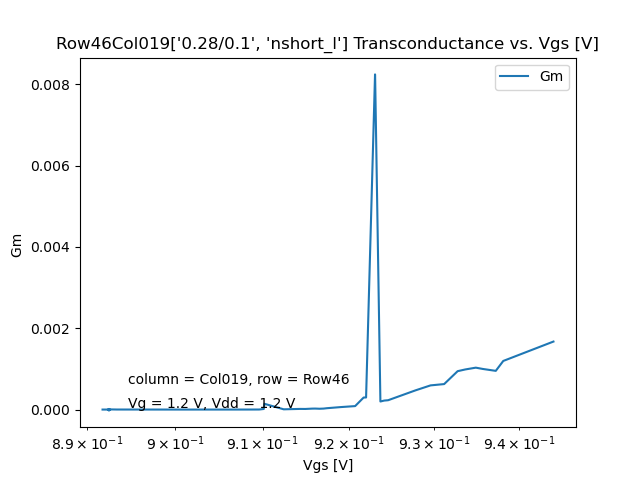 Row46Col019['0.28/0.1', 'nshort_l'] Transconductance vs. Vgs [V]
Gm
0.008
0.006
0.004
0.002
0.000
Gm
column = Col019, row = Row46
Vg = 1.2 V, Vdd = 1.2 V
8.9 × 10⁻¹
9 × 10⁻¹
9.1 × 10⁻¹
9.2 × 10⁻¹
9.3 × 10⁻¹
9.4 × 10⁻¹
Vgs [V]